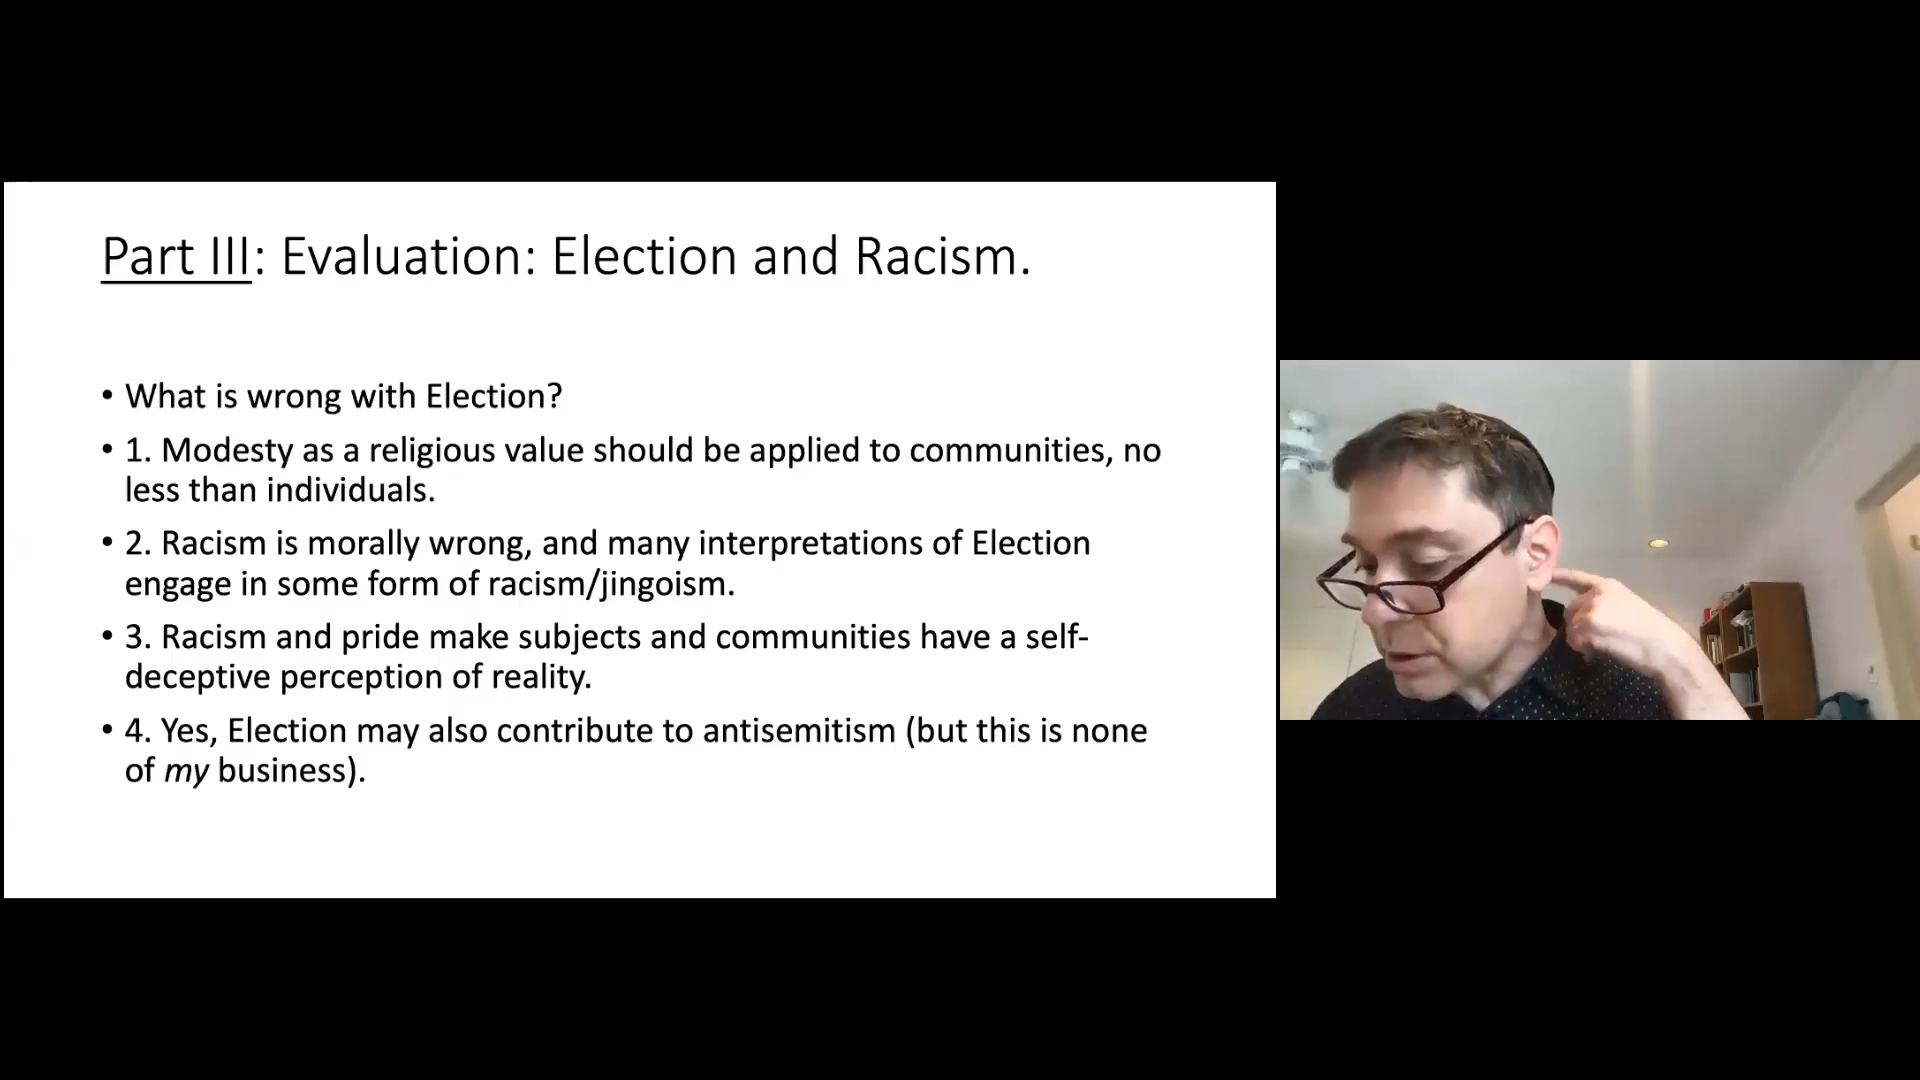 Part III: Evaluation: Election and Racism.
• What is wrong with Election?
• 1. Modesty as a religious value should be applied to communities, no
less than individuals.
• 2. Racism is morally wrong, and many interpretations of Election
engage in some form of racism/jingoism.
• 3. Racism and pride make subjects and communities have a self-
deceptive perception of reality.
• 4. Yes, Election may also contribute to antisemitism (but this is none
of my business).